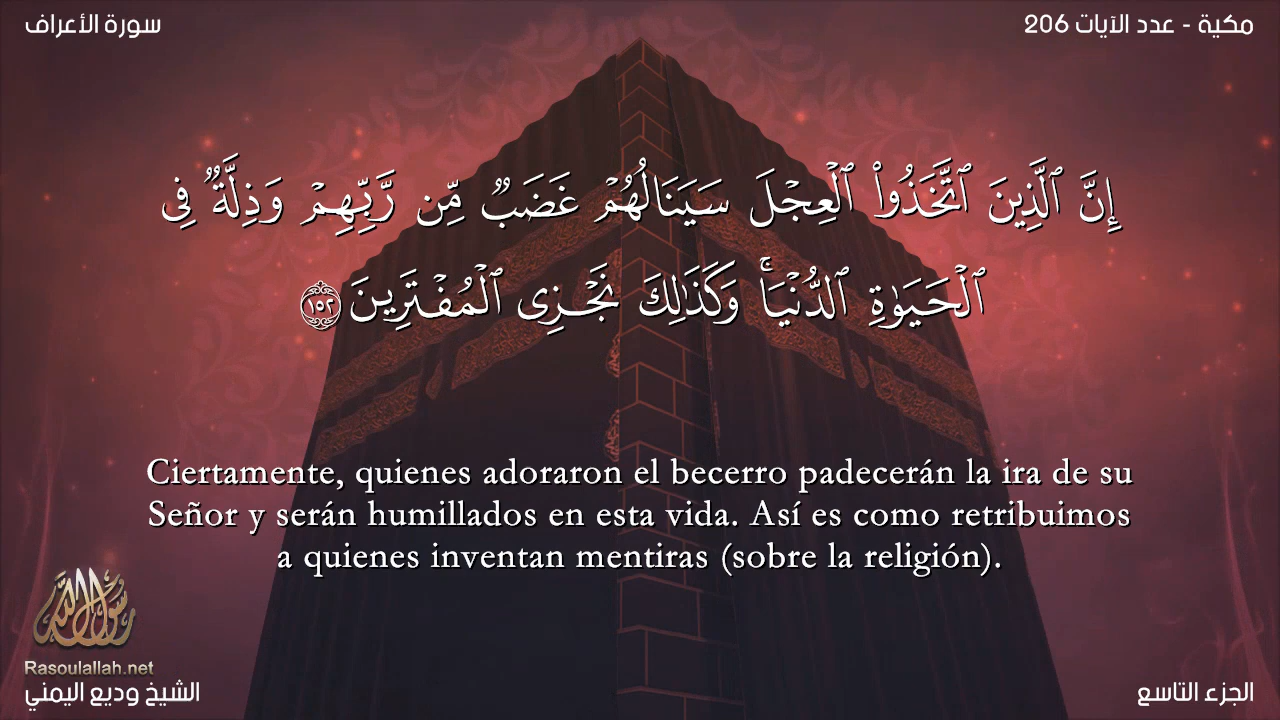 سورة الأعراف
مكية - عدد الآيات 206
إِنَّ ٱلَّذِينَ ٱتَّخَذُوا۟ ٱلْعِجْلَ سَيَنَالُهُمْ غَضَبٌ مِّن رَّبِّهِمْ وَذِلَّةٌ فِى
ٱلْحَيَوٰةِ ٱلدُّنْيَا ۚ وَكَذَٰلِكَ نَجْزِى ٱلْمُفْتَرِينَ ١٥٢
Ciertamente, quienes adoraron el becerro padecerán la ira de su
Señor y serán humillados en esta vida. Así es como retribuimos
a quienes inventan mentiras (sobre la religión).
رسول الله
Rasoulallah.net
الشيخ وديع اليمني
الجزء التاسع